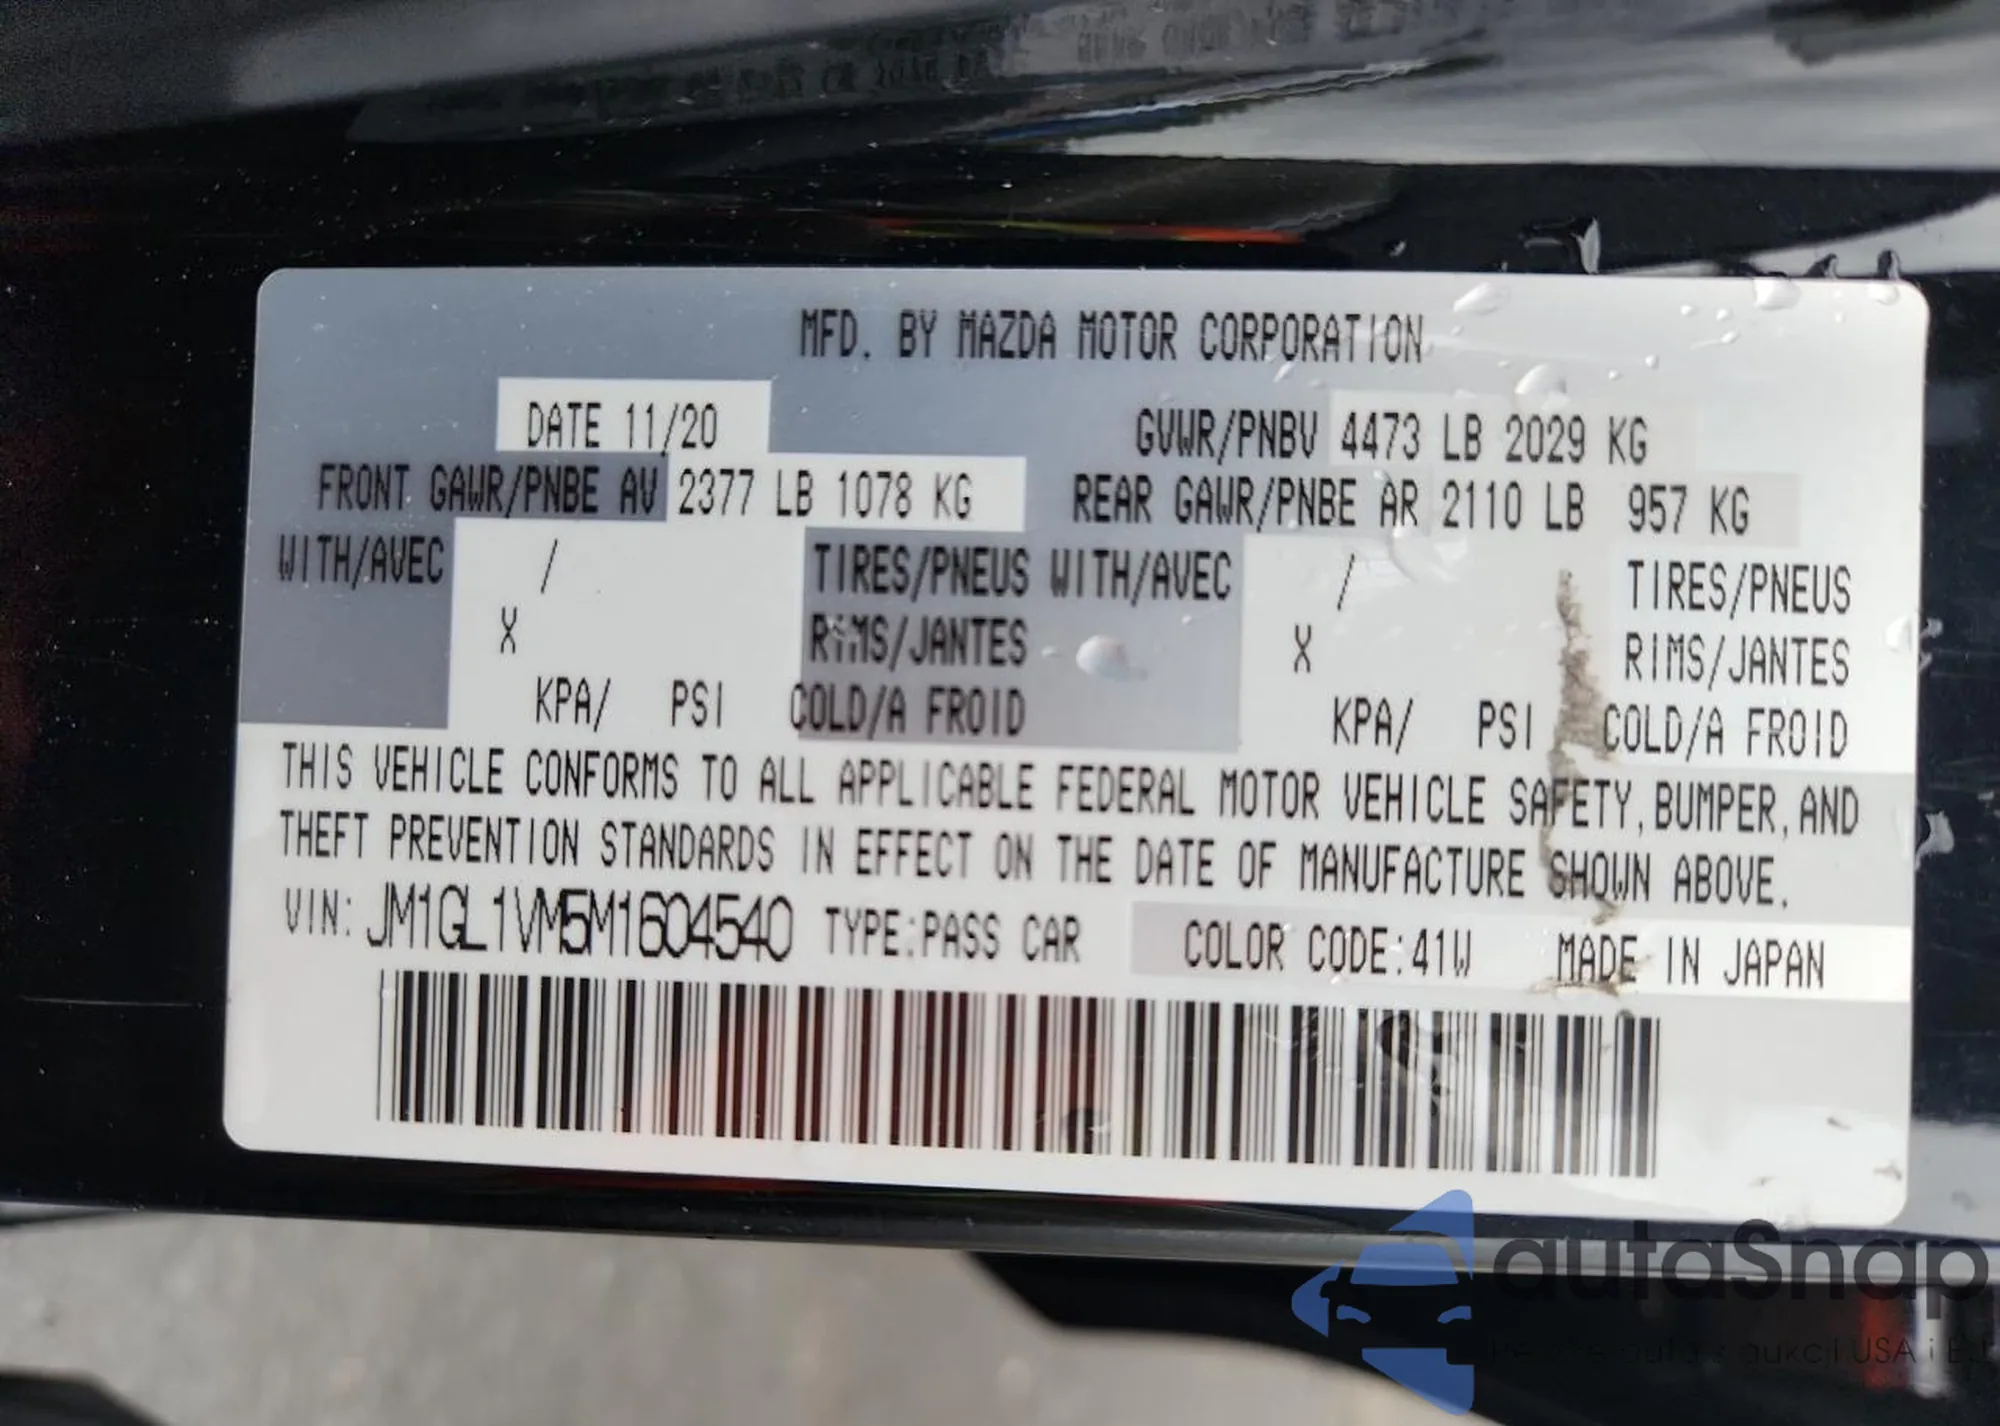 MFD. BY MAZDA MOTOR CORPORATION
DATE 11/20 GVWR/PNBV 4473 LB 2029 KG
FRONT GAWR/PNBE AV 2377 LB 1078 KG REAR GAWR/PNBE AR 2110 LB 957 KG
WITH/AVEC / TIRES/PNEUS WITH/AVEC / TIRES/PNEUS
X RIMS/JANTES X RIMS/JANTES
KPA/ PSI COLD/A FROID KPA/ PSI COLD/A FROID
THIS VEHICLE CONFORMS TO ALL APPLICABLE FEDERAL MOTOR VEHICLE SAFETY, BUMPER, AND
THEFT PREVENTION STANDARDS IN EFFECT ON THE DATE OF MANUFACTURE SHOWN ABOVE.
VIN: JM1GL1VM5M1604540 TYPE:PASS CAR COLOR CODE:41W MADE IN JAPAN
autaSnap
auta z aukcji USA i